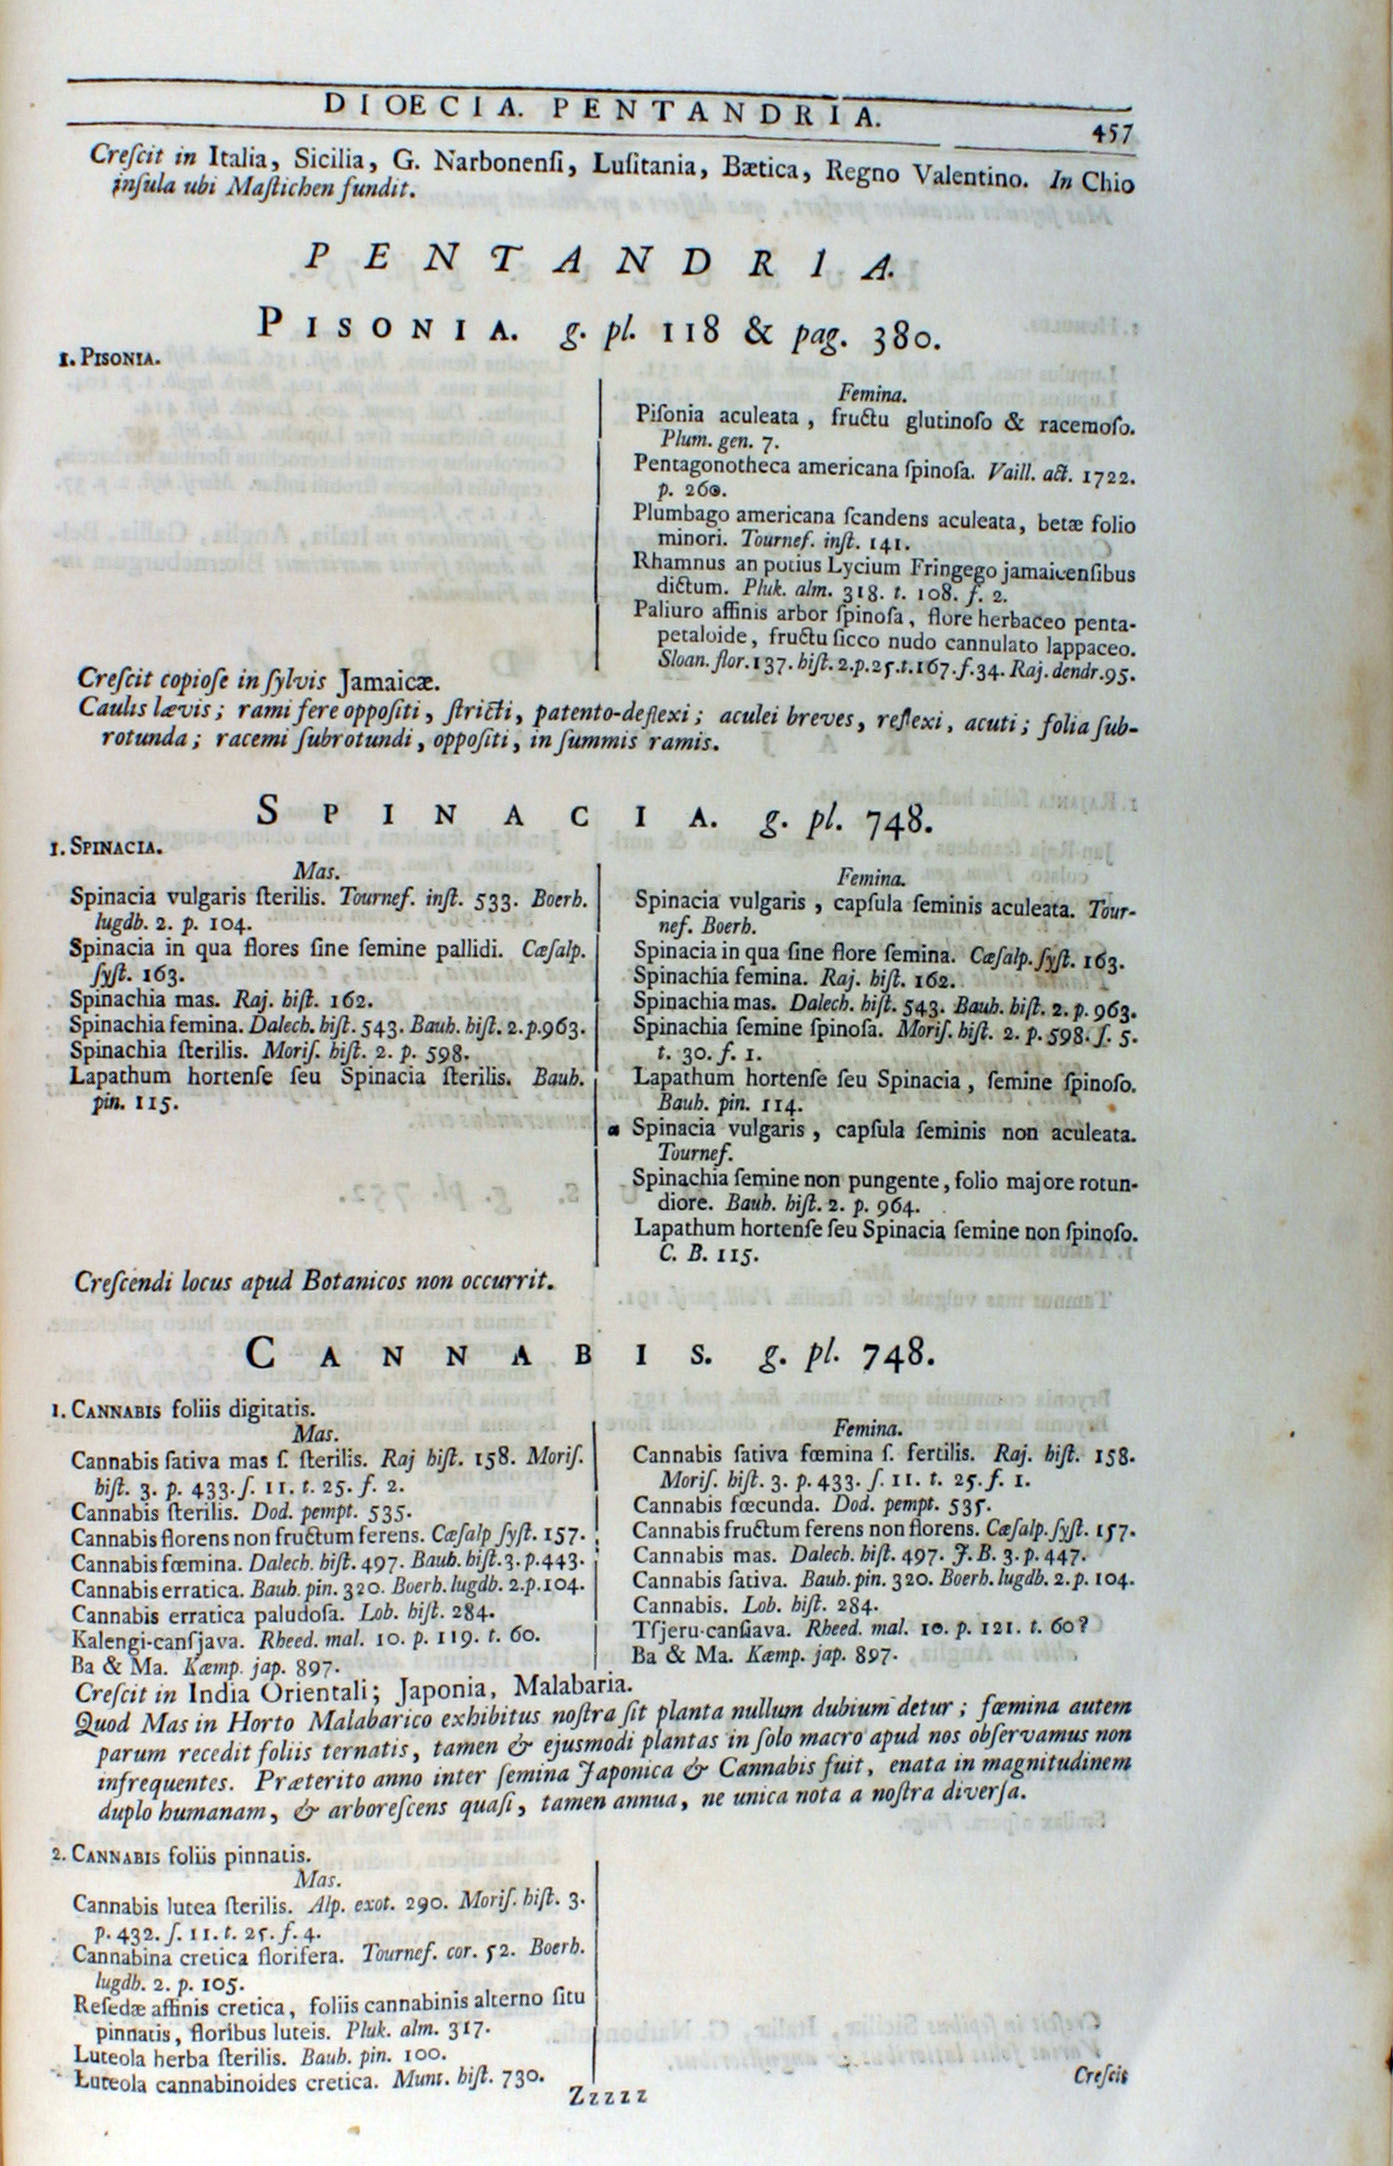 DIOECIA. PENTANDRIA.
457
Creſcit in Italia, Sicilia, G. Narbonenſi, Luſitania, Bætica, Regno Valentino. In Chio
inſula ubi Maſtichen fundit.
PENTANDRIA.
PISONIA. g. pl. 118 & pag. 380.
1. PISONIA.
Femina.
Piſonia aculeata, fructu glutinoſo & racemoſo.
Plum. gen. 7.
Pentagonotheca americana ſpinoſa. Vaill. act. 1722.
p. 260.
Plumbago americana ſcandens aculeata, betæ folio
minori. Tournef. inſt. 141.
Rhamnus an potius Lycium Fringego jamaicenſibus
dictum. Pluk. alm. 318. t. 108. f. 2.
Paliuro affinis arbor ſpinoſa, flore herbaceo penta-
petaloide, fructu ſicco nudo cannulato lappaceo.
Sloan. flor. 137. hiſt. 2. p. 25. t. 167. f. 34. Raj. dendr. 95.
Creſcit copioſe in ſylvis Jamaicæ.
Caulis lævis; rami fere oppoſiti, ſtricti, patento-deflexi; aculei breves, reflexi, acuti; folia ſub-
rotunda; racemi ſubrotundi, oppoſiti, in ſummis ramis.
SPINACIA. g. pl. 748.
1. SPINACIA.
Mas.
Spinacia vulgaris ſterilis. Tournef. inſt. 533. Boerh.
lugdb. 2. p. 104.
Spinacia in qua flores ſine ſemine pallidi. Cæſalp.
ſyſt. 163.
Spinachia mas. Raj. hiſt. 162.
Spinachia femina. Dalech. hiſt. 543. Bauh. hiſt. 2. p. 963.
Spinachia ſterilis. Moriſ. hiſt. 2. p. 598.
Lapathum hortenſe ſeu Spinacia ſterilis. Bauh.
pin. 115.
Femina.
Spinacia vulgaris, capſula ſeminis aculeata. Tour-
nef. Boerh.
Spinacia in qua ſine flore ſemina. Cæſalp. ſyſt. 163.
Spinachia femina. Raj. hiſt. 162.
Spinachia mas. Dalech. hiſt. 543. Bauh. hiſt. 2. p. 963.
Spinachia ſemine ſpinoſa. Moriſ. hiſt. 2. p. 598. ſ. 5.
t. 30. f. 1.
Lapathum hortenſe ſeu Spinacia, ſemine ſpinoſo.
Bauh. pin. 114.
α Spinacia vulgaris, capſula ſeminis non aculeata.
Tournef.
Spinachia ſemine non pungente, folio majore rotun-
diore. Bauh. hiſt. 2. p. 964.
Lapathum hortenſe ſeu Spinacia ſemine non ſpinoſo.
C. B. 115.
Creſcendi locus apud Botanicos non occurrit.
CANNABIS. g. pl. 748.
1. CANNABIS foliis digitatis.
Mas.
Cannabis ſativa mas ſ. ſterilis. Raj hiſt. 158. Moriſ.
hiſt. 3. p. 433. ſ. 11. t. 25. f. 2.
Cannabis ſterilis. Dod. pempt. 535.
Cannabis florens non fructum ferens. Cæſalp ſyſt. 157.
Cannabis fœmina. Dalech. hiſt. 497. Bauh. hiſt. 3. p. 443.
Cannabis erratica. Bauh. pin. 320. Boerh. lugdb. 2. p. 104.
Cannabis erratica paludoſa. Lob. hiſt. 284.
Kalengi-canſjava. Rheed. mal. 10. p. 119. t. 60.
Ba & Ma. Kæmp. jap. 897.
Femina.
Cannabis ſativa fœmina ſ. fertilis. Raj. hiſt. 158.
Moriſ. hiſt. 3. p. 433. ſ. 11. t. 25. f. 1.
Cannabis fœcunda. Dod. pempt. 535.
Cannabis fructum ferens non florens. Cæſalp. ſyſt. 157.
Cannabis mas. Dalech. hiſt. 497. J. B. 3. p. 447.
Cannabis ſativa. Bauh. pin. 320. Boerh. lugdb. 2. p. 104.
Cannabis. Lob. hiſt. 284.
Tſjeru-canſiava. Rheed. mal. 10. p. 121. t. 60?
Ba & Ma. Kæmp. jap. 897.
Creſcit in India Orientali; Japonia, Malabaria.
Quod Mas in Horto Malabarico exhibitus noſtra ſit planta nullum dubium detur; fœmina autem
parum recedit foliis ternatis, tamen & ejusmodi plantas in ſolo macro apud nos obſervamus non
infrequentes. Præterito anno inter ſemina Japonica & Cannabis fuit, enata in magnitudinem
duplo humanam, & arboreſcens quaſi, tamen annua, ne unica nota a noſtra diverſa.
2. CANNABIS foliis pinnatis.
Mas.
Cannabis lutea ſterilis. Alp. exot. 290. Moriſ. hiſt. 3.
p. 432. ſ. 11. t. 25. f. 4.
Cannabina cretica florifera. Tournef. cor. 52. Boerh.
lugdb. 2. p. 105.
Reſedæ affinis cretica, foliis cannabinis alterno ſitu
pinnatis, floribus luteis. Pluk. alm. 317.
Luteola herba ſterilis. Bauh. pin. 100.
Luteola cannabinoides cretica. Munt. hiſt. 730.
Zzzzz
Creſcit